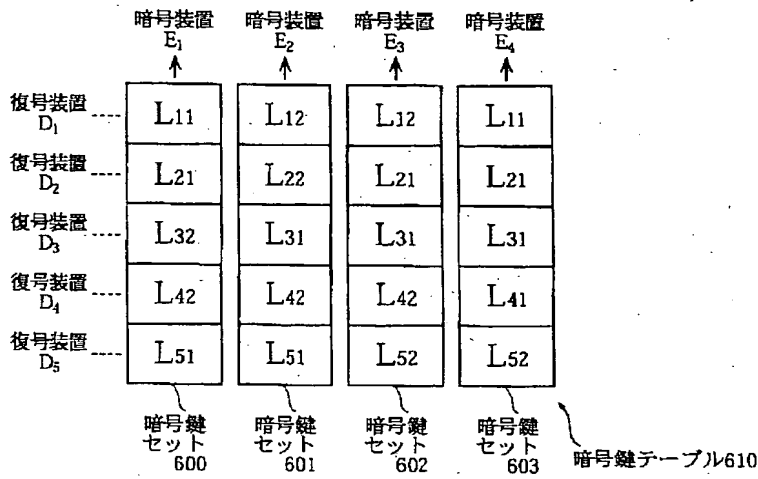 暗号装置 暗号装置 暗号装置 暗号装置
E1 E2 E3 E4
復号装置
D1
L11 L12 L12 L11
復号装置
D2
L21 L22 L21 L21
復号装置
D3
L32 L31 L31 L31
復号装置
D4
L42 L42 L42 L41
復号装置
D5
L51 L51 L52 L52
暗号鍵 暗号鍵 暗号鍵 暗号鍵
セット セット セット セット
600 601 602 603
暗号鍵テーブル610